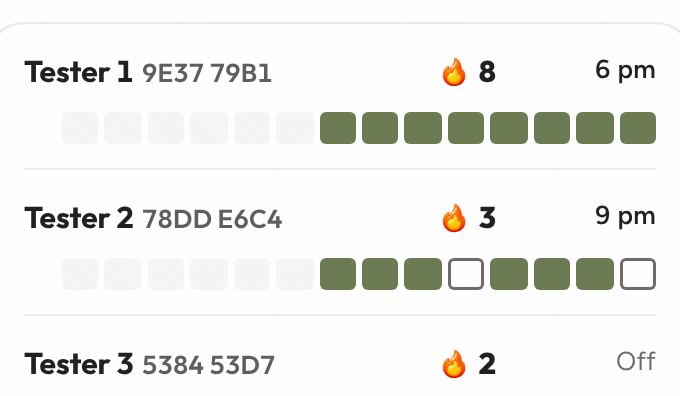 Tester 1 9E37 79B1 🔥 8 6 pm
Tester 2 78DD E6C4 🔥 3 9 pm
Tester 3 5384 53D7 🔥 2 Off